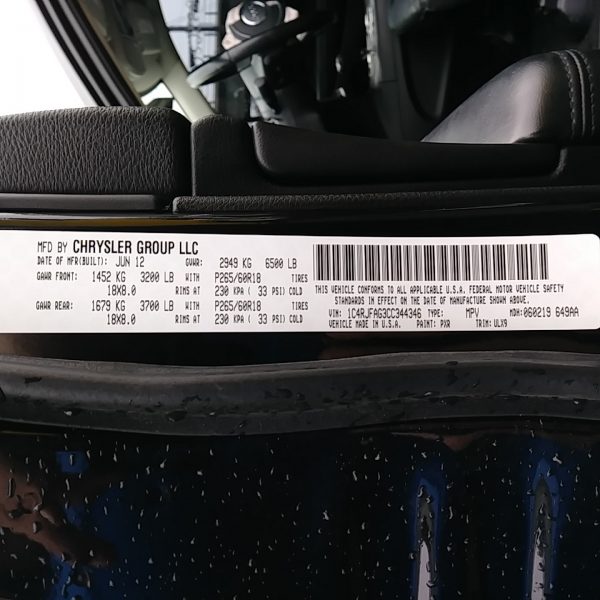 MFD BY CHRYSLER GROUP LLC
DATE OF MFR(BUILT): JUN 12 GVWR: 2949 KG 6500 LB
GAWR FRONT: 1452 KG 3200 LB WITH P265/60R18 TIRES
18X8.0 RIMS AT 230 KPA ( 33 PSI) COLD
GAWR REAR: 1679 KG 3700 LB WITH P265/60R18 TIRES
18X8.0 RIMS AT 230 KPA ( 33 PSI) COLD
THIS VEHICLE CONFORMS TO ALL APPLICABLE U.S.A. FEDERAL MOTOR VEHICLE SAFETY
STANDARDS IN EFFECT ON THE DATE OF MANUFACTURE SHOWN ABOVE.
VIN: 1C4RJFAG3CC344346 TYPE: MPV MDH: 060219 649AA
MADE IN U.S.A. PAINT: PXR TRIM: ULX9